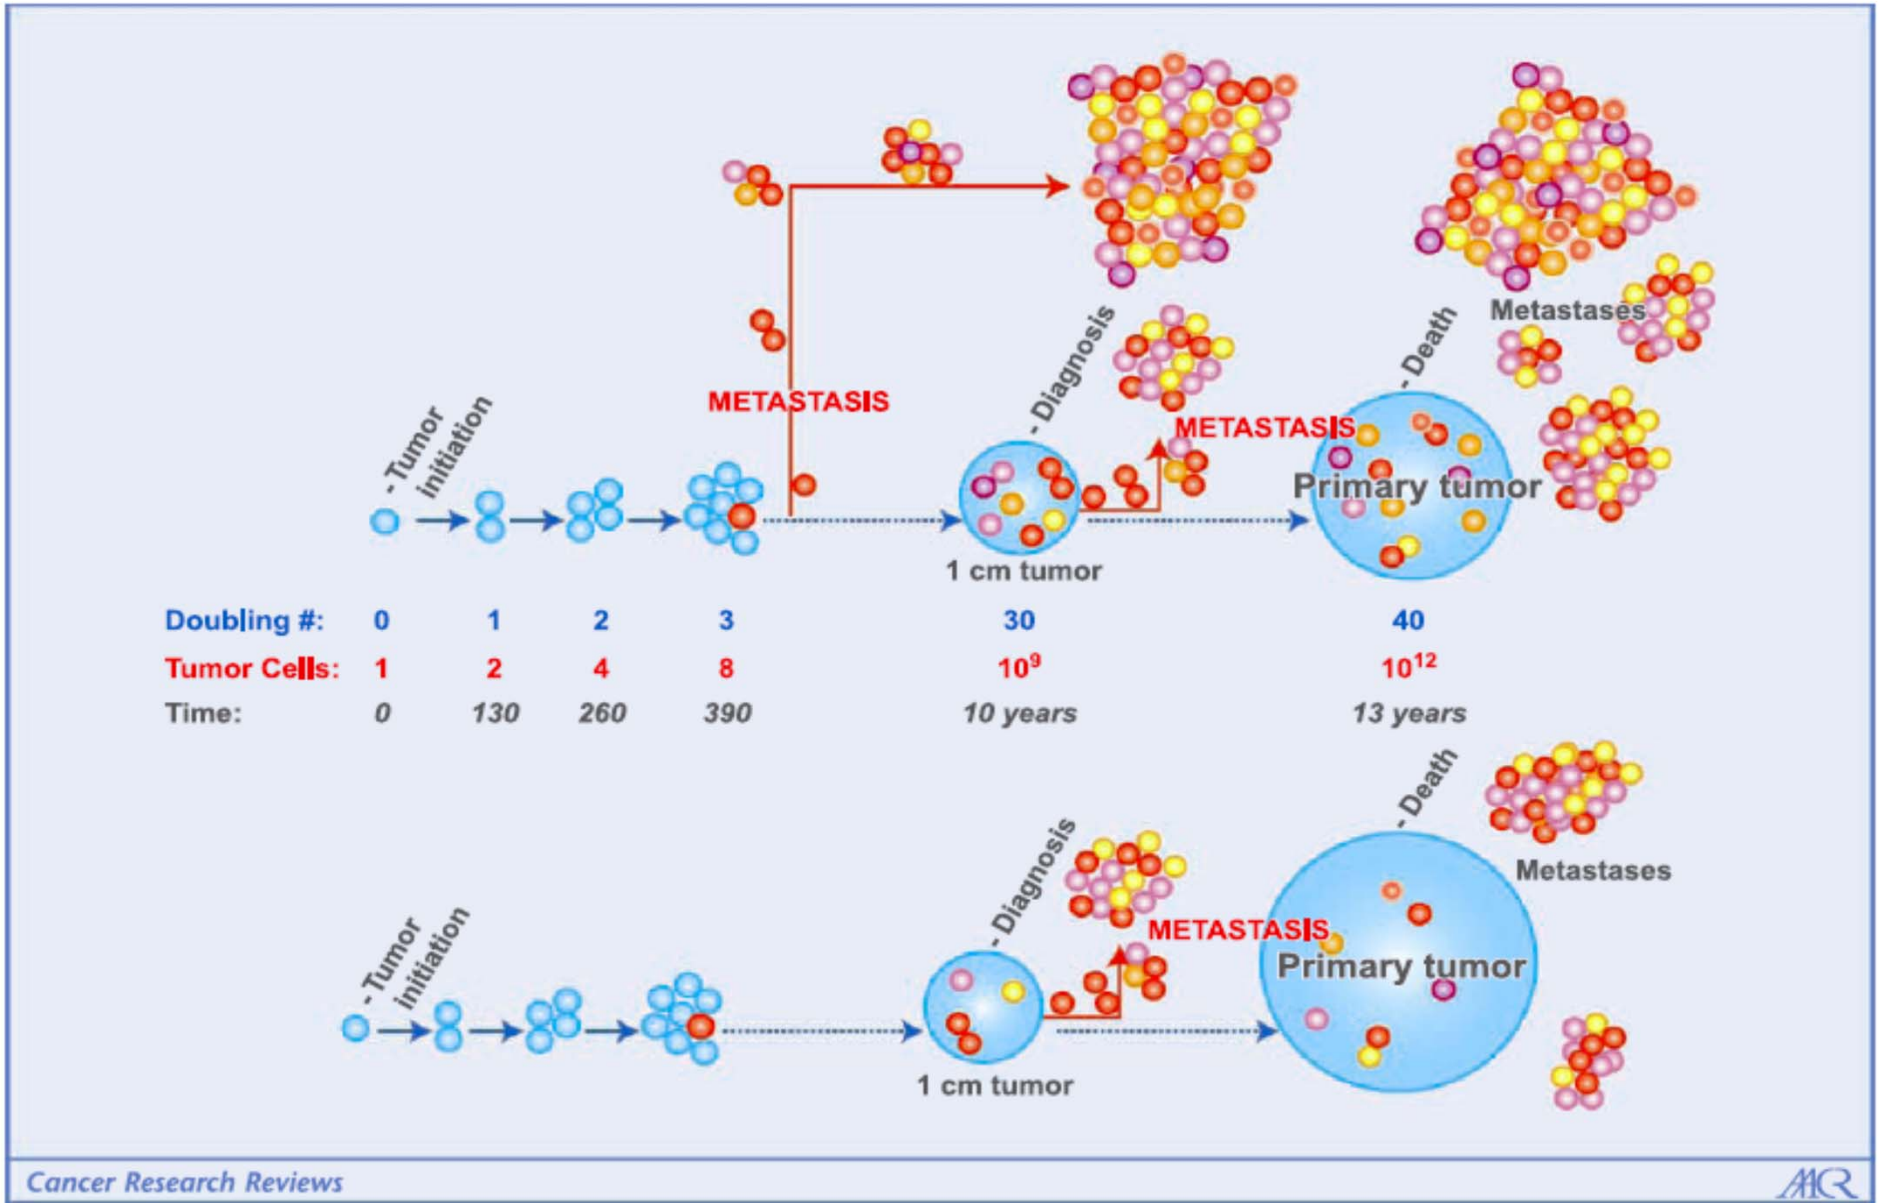 METASTASIS
- Tumor
initiation
- Diagnosis
METASTASIS
- Death
Metastases
Primary tumor
1 cm tumor
Doubling #: 0 1 2 3 30 40
Tumor Cells: 1 2 4 8 10⁹ 10¹²
Time: 0 130 260 390 10 years 13 years
- Tumor
initiation
- Diagnosis
METASTASIS
- Death
Metastases
Primary tumor
1 cm tumor
Cancer Research Reviews
AACR